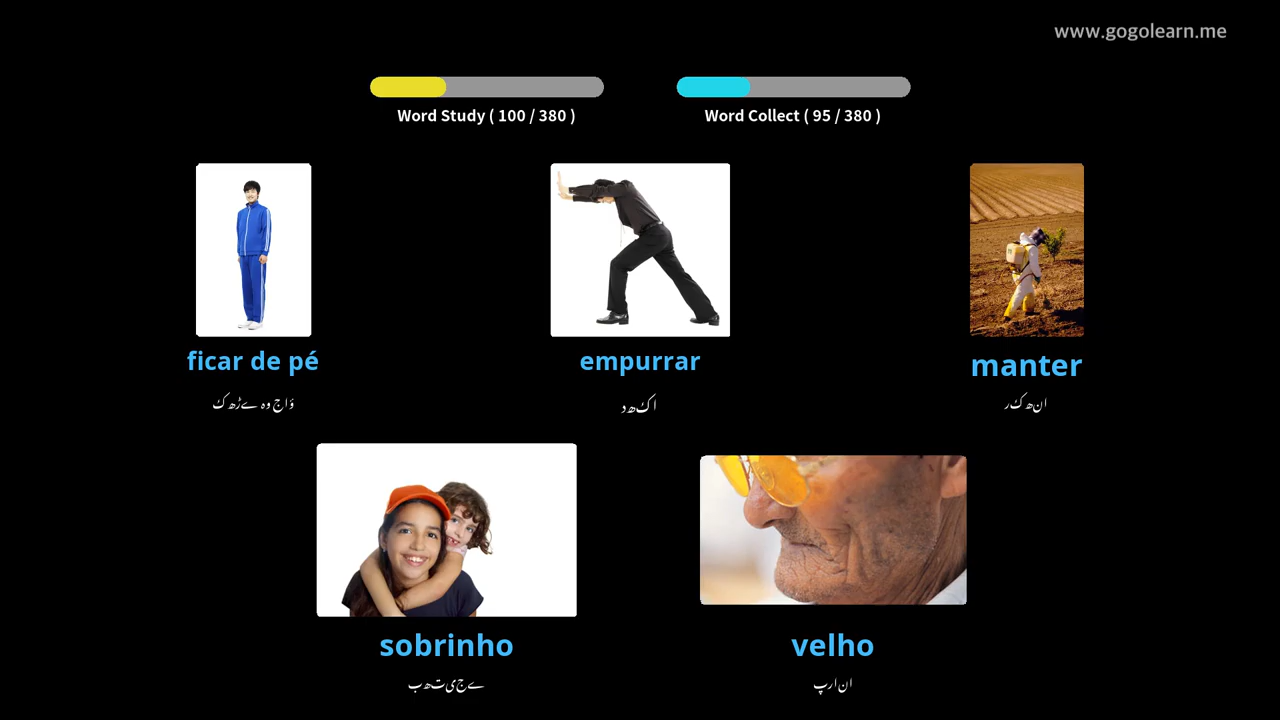 www.gogolearn.me
Word Study ( 100 / 380 )
Word Collect ( 95 / 380 )
ficar de pé
ؤاج وہ ےڑھک
empurrar
اکھد
manter
انھکر
sobrinho
ےجیتھب
velho
انارپ